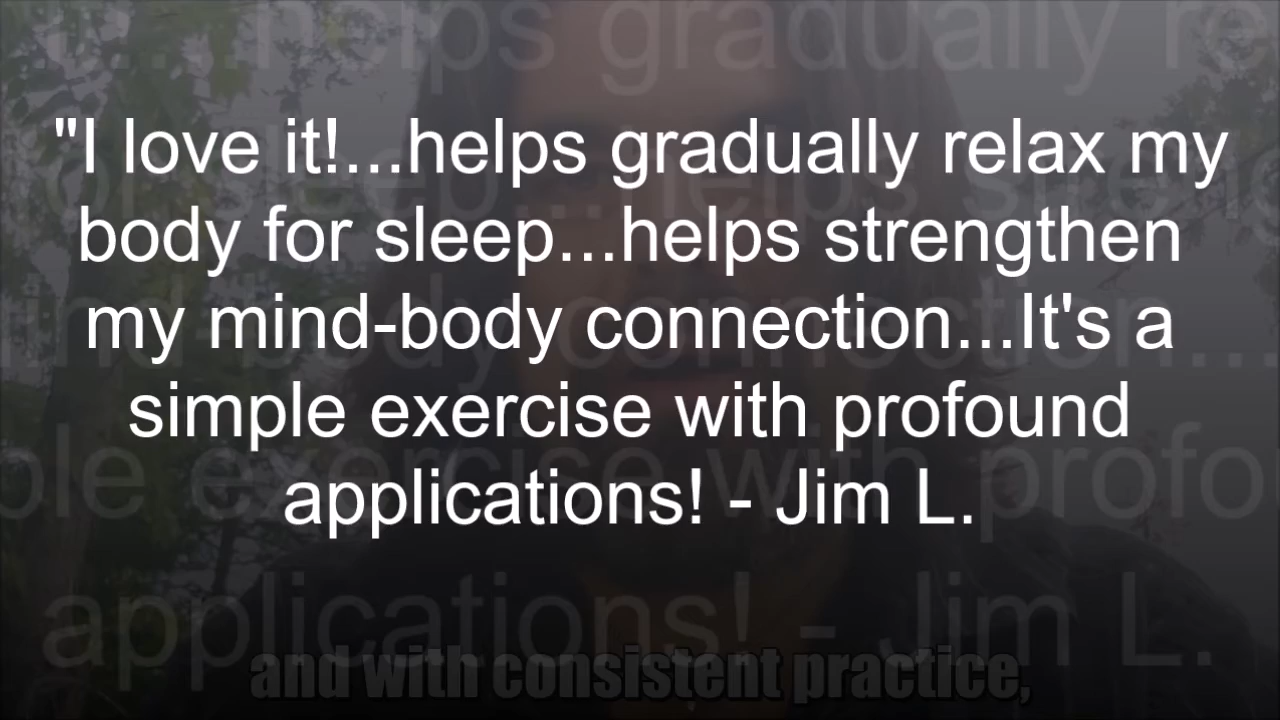 "I love it!...helps gradually relax my
body for sleep...helps strengthen
my mind-body connection...It's a
simple exercise with profound
applications! - Jim L.
and with consistent practice,